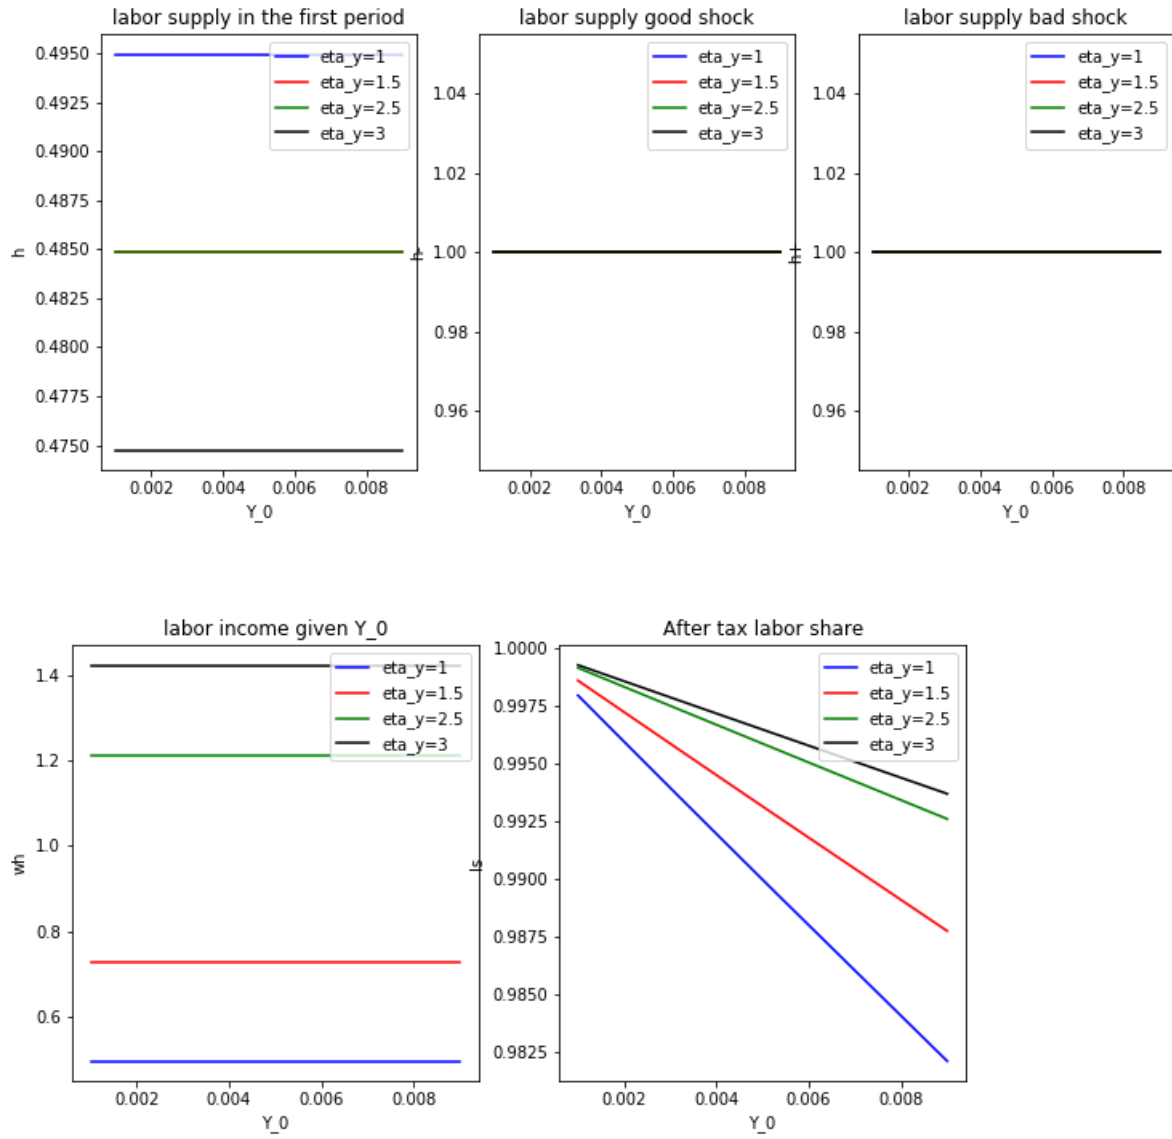 labor supply in the first period
0.4950
0.4925
0.4900
0.4875
0.4850
0.4825
0.4800
0.4775
0.4750
h
eta_y=1
eta_y=1.5
eta_y=2.5
eta_y=3
0.002 0.004 0.006 0.008
Y_0
labor supply good shock
1.04
1.02
1.00
0.98
0.96
eta_y=1
eta_y=1.5
eta_y=2.5
eta_y=3
0.002 0.004 0.006 0.008
Y_0
labor supply bad shock
1.04
1.02
1.00
0.98
0.96
eta_y=1
eta_y=1.5
eta_y=2.5
eta_y=3
0.002 0.004 0.006 0.008
Y_0
labor income given Y_0
1.4
1.2
1.0
0.8
0.6
wh
eta_y=1
eta_y=1.5
eta_y=2.5
eta_y=3
0.002 0.004 0.006 0.008
Y_0
After tax labor share
1.0000
0.9975
0.9950
0.9925
0.9900
0.9875
0.9850
0.9825
ls
eta_y=1
eta_y=1.5
eta_y=2.5
eta_y=3
0.002 0.004 0.006 0.008
Y_0